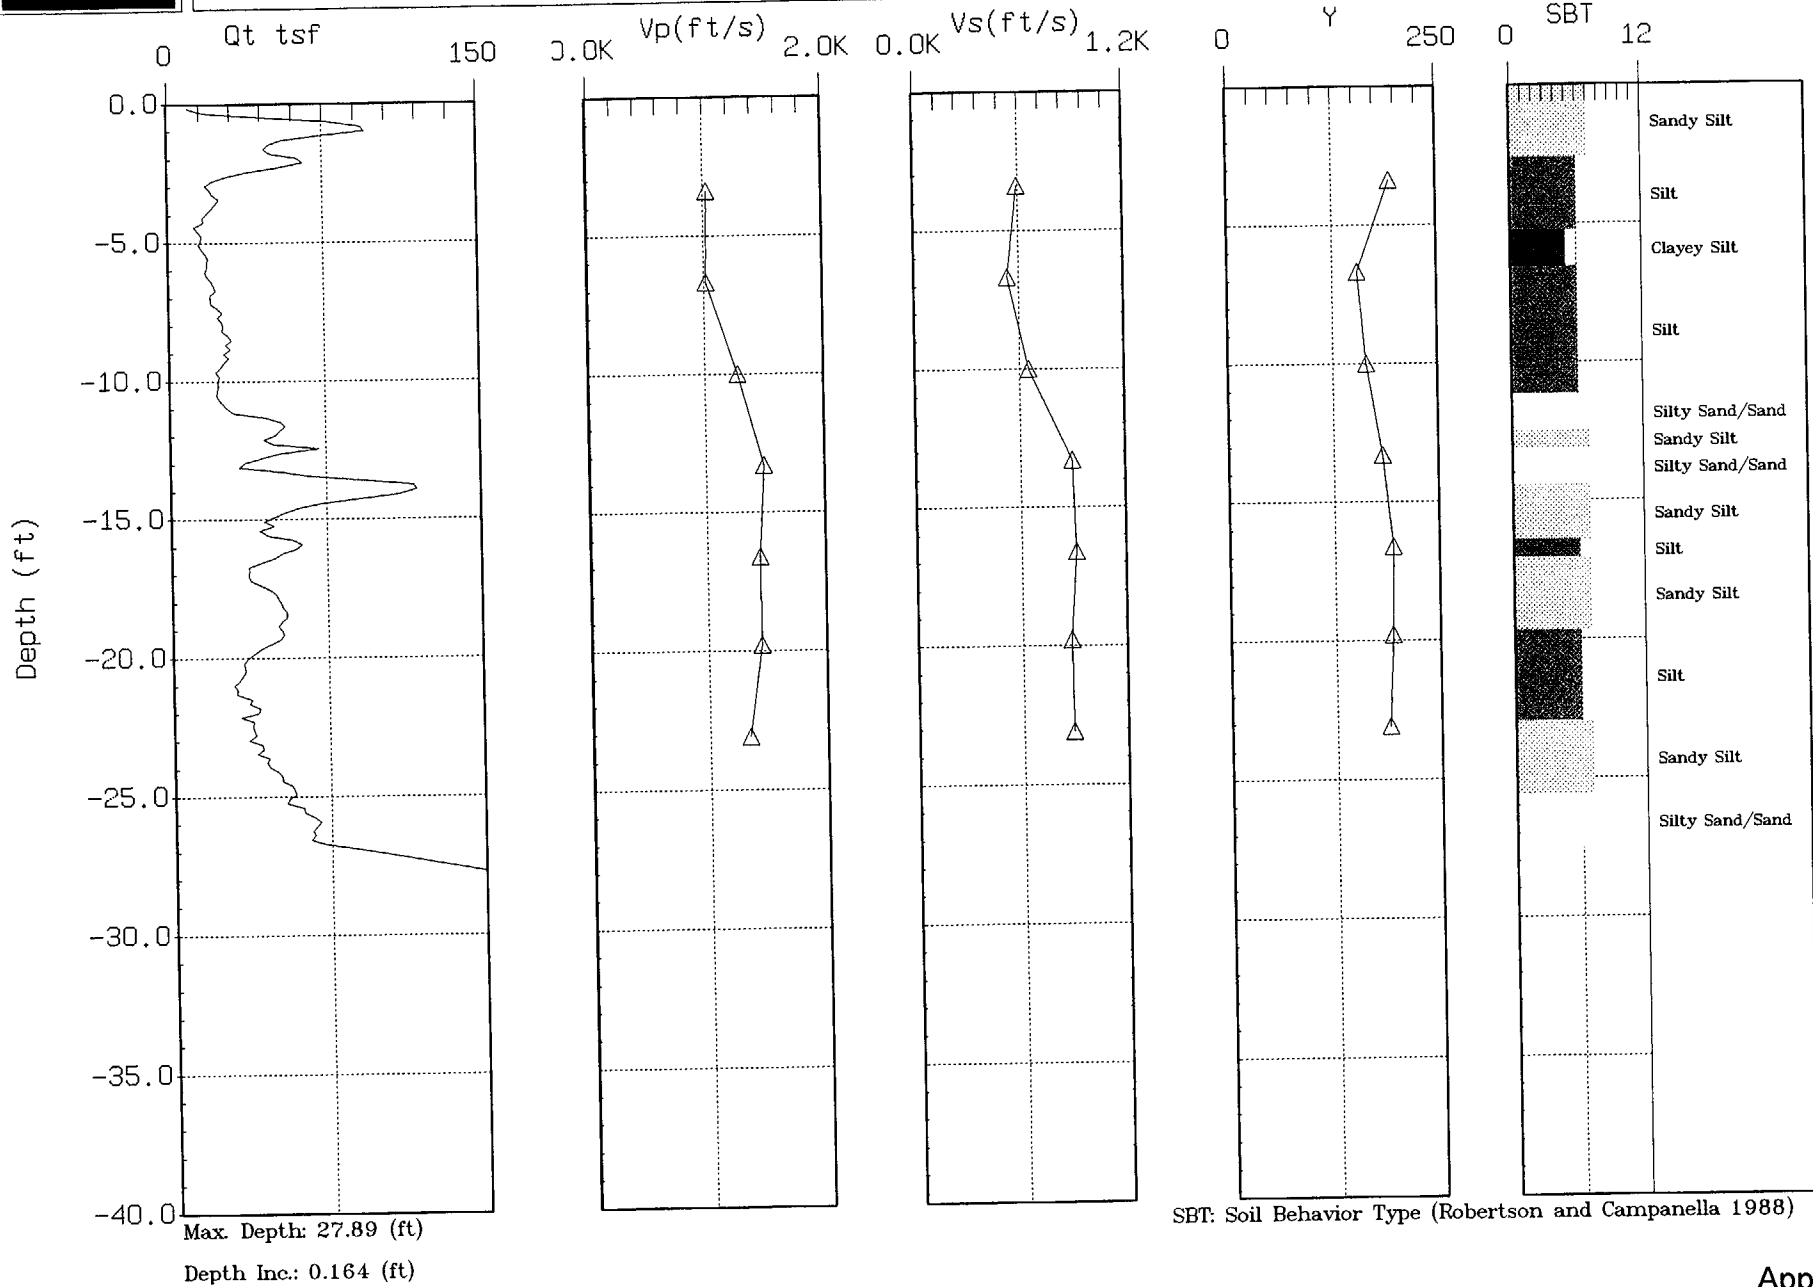 Qt tsf
0 150
Vp(ft/s)
0.0K 2.0K
Vs(ft/s)
0.0K 1.2K
Y
0 250
SBT
0 12
Depth (ft)
0.0
-5.0
-10.0
-15.0
-20.0
-25.0
-30.0
-35.0
-40.0
Sandy Silt
Silt
Clayey Silt
Silt
Silty Sand/Sand
Sandy Silt
Silty Sand/Sand
Sandy Silt
Silt
Sandy Silt
Silt
Sandy Silt
Silty Sand/Sand
Max. Depth: 27.89 (ft)
Depth Inc.: 0.164 (ft)
SBT: Soil Behavior Type (Robertson and Campanella 1988)
App